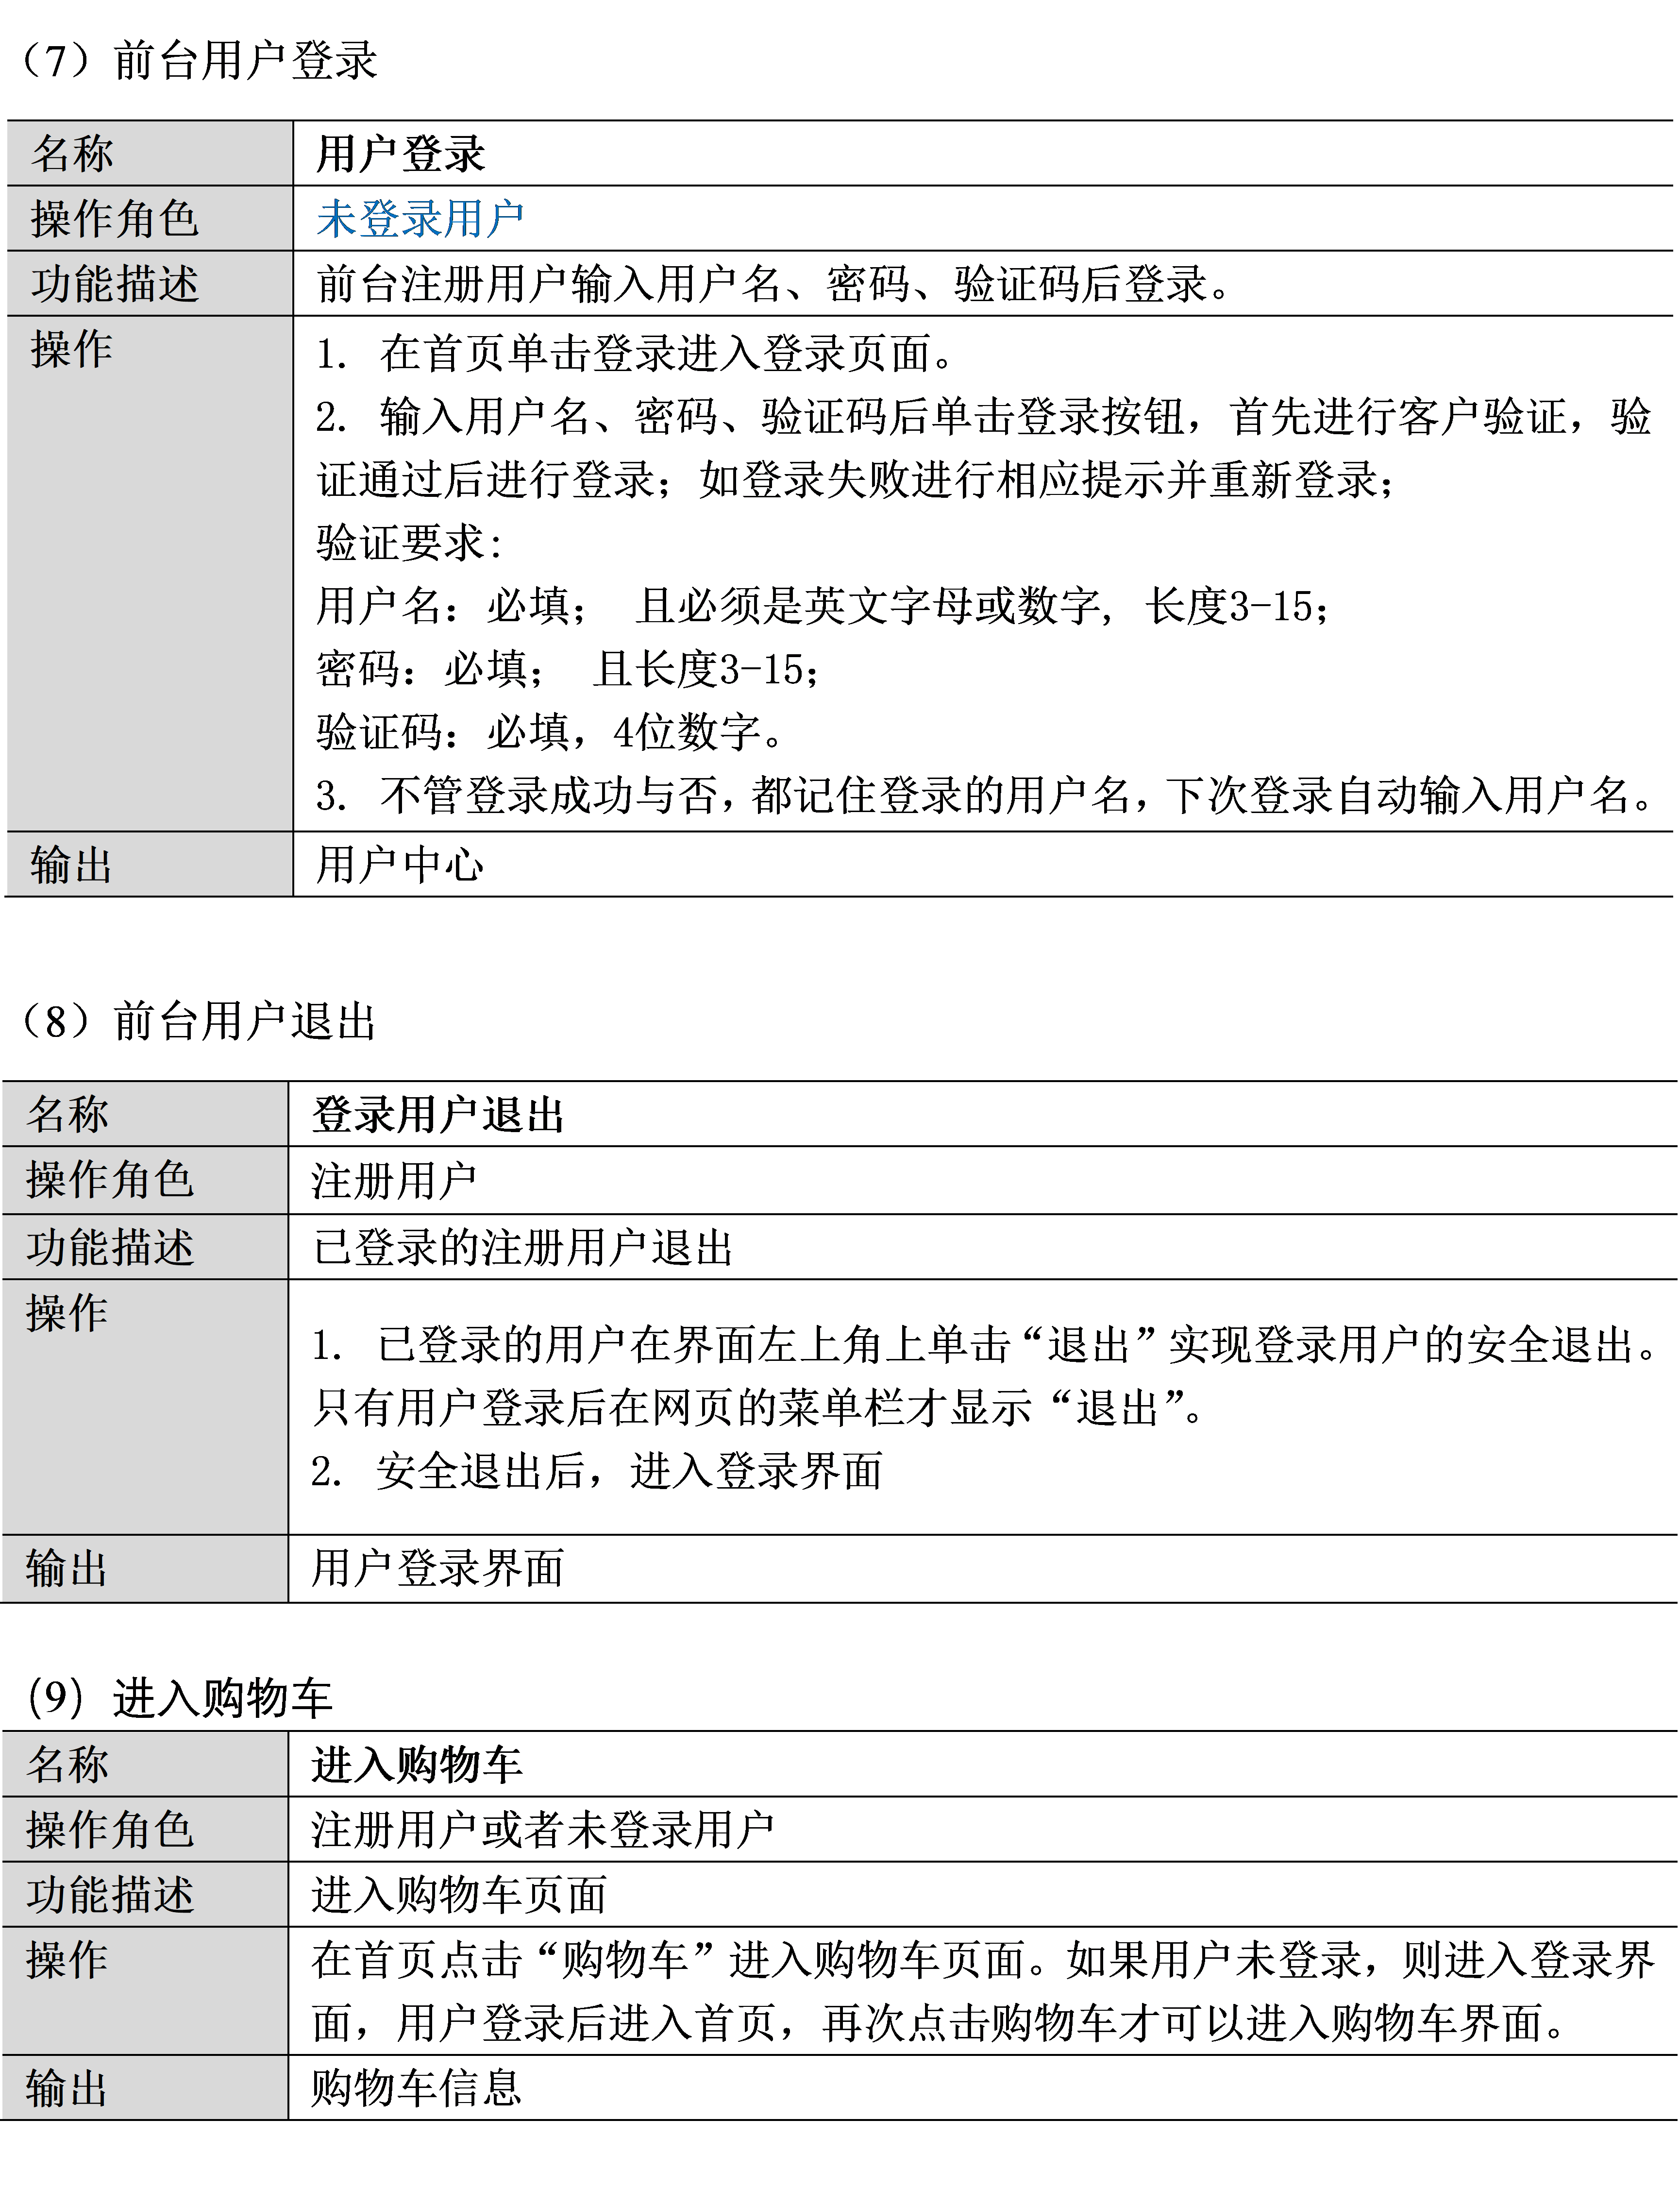 （7）前台用户登录
名称 用户登录
操作角色 未登录用户
功能描述 前台注册用户输入用户名、密码、验证码后登录。
操作 1. 在首页单击登录进入登录页面。
2. 输入用户名、密码、验证码后单击登录按钮，首先进行客户验证，验
证通过后进行登录；如登录失败进行相应提示并重新登录；
验证要求：
用户名：必填； 且必须是英文字母或数字, 长度3-15；
密码：必填； 且长度3-15；
验证码：必填，4位数字。
3. 不管登录成功与否，都记住登录的用户名，下次登录自动输入用户名。
输出 用户中心
（8）前台用户退出
名称 登录用户退出
操作角色 注册用户
功能描述 已登录的注册用户退出
操作 1. 已登录的用户在界面左上角上单击“退出”实现登录用户的安全退出。
只有用户登录后在网页的菜单栏才显示“退出”。
2. 安全退出后，进入登录界面
输出 用户登录界面
(9) 进入购物车
名称 进入购物车
操作角色 注册用户或者未登录用户
功能描述 进入购物车页面
操作 在首页点击“购物车”进入购物车页面。如果用户未登录，则进入登录界
面，用户登录后进入首页，再次点击购物车才可以进入购物车界面。
输出 购物车信息